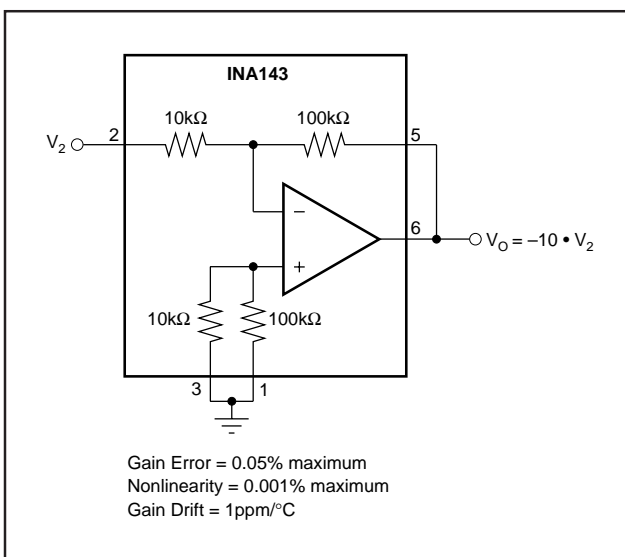 INA143
10kΩ
100kΩ
V2
2
5
–
6
VO = –10 • V2
+
10kΩ
100kΩ
3
1
Gain Error = 0.05% maximum
Nonlinearity = 0.001% maximum
Gain Drift = 1ppm/°C